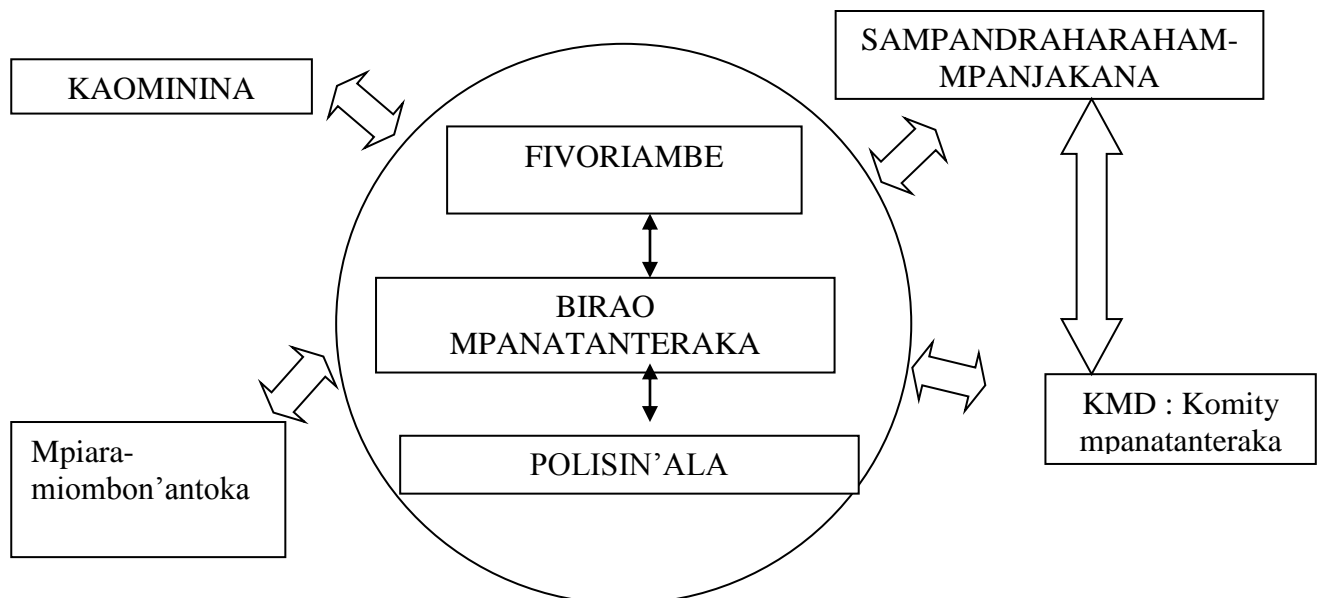 SAMPANDRAHARAHAM-
MPANJAKANA
KAOMININA
FIVORIAMBE
BIRAO
MPANATANTERAKA
POLISIN’ALA
KMD : Komity
mpanatanteraka
Mpiara-
miombon’antoka